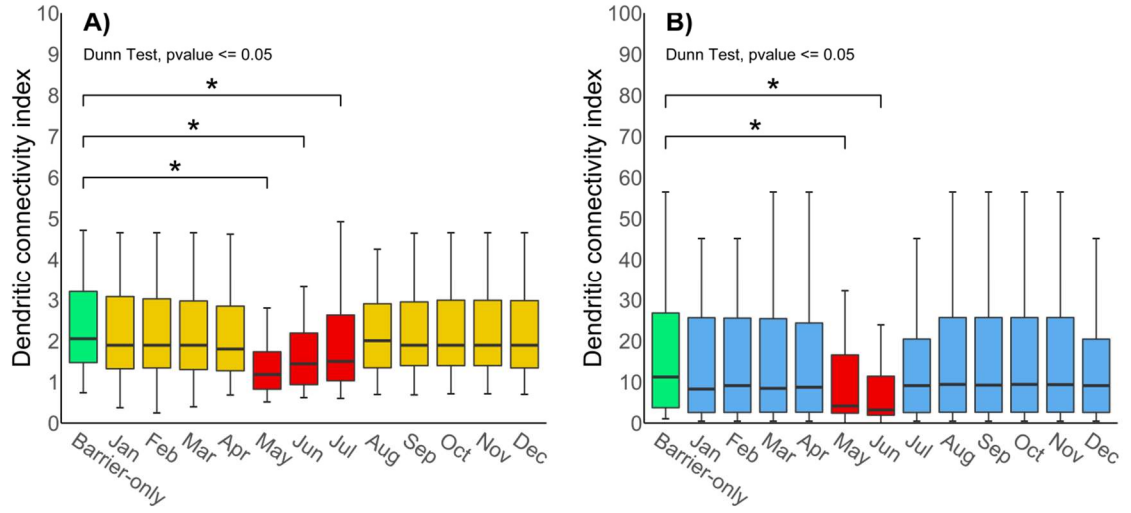 A)
Dunn Test, pvalue <= 0.05
Dendritic connectivity index
10
9
8
7
6
5
4
3
2
1
0
*
*
*
Barrier-only
Jan
Feb
Mar
Apr
May
Jun
Jul
Aug
Sep
Oct
Nov
Dec
B)
Dunn Test, pvalue <= 0.05
Dendritic connectivity index
100
90
80
70
60
50
40
30
20
10
0
*
*
Barrier-only
Jan
Feb
Mar
Apr
May
Jun
Jul
Aug
Sep
Oct
Nov
Dec